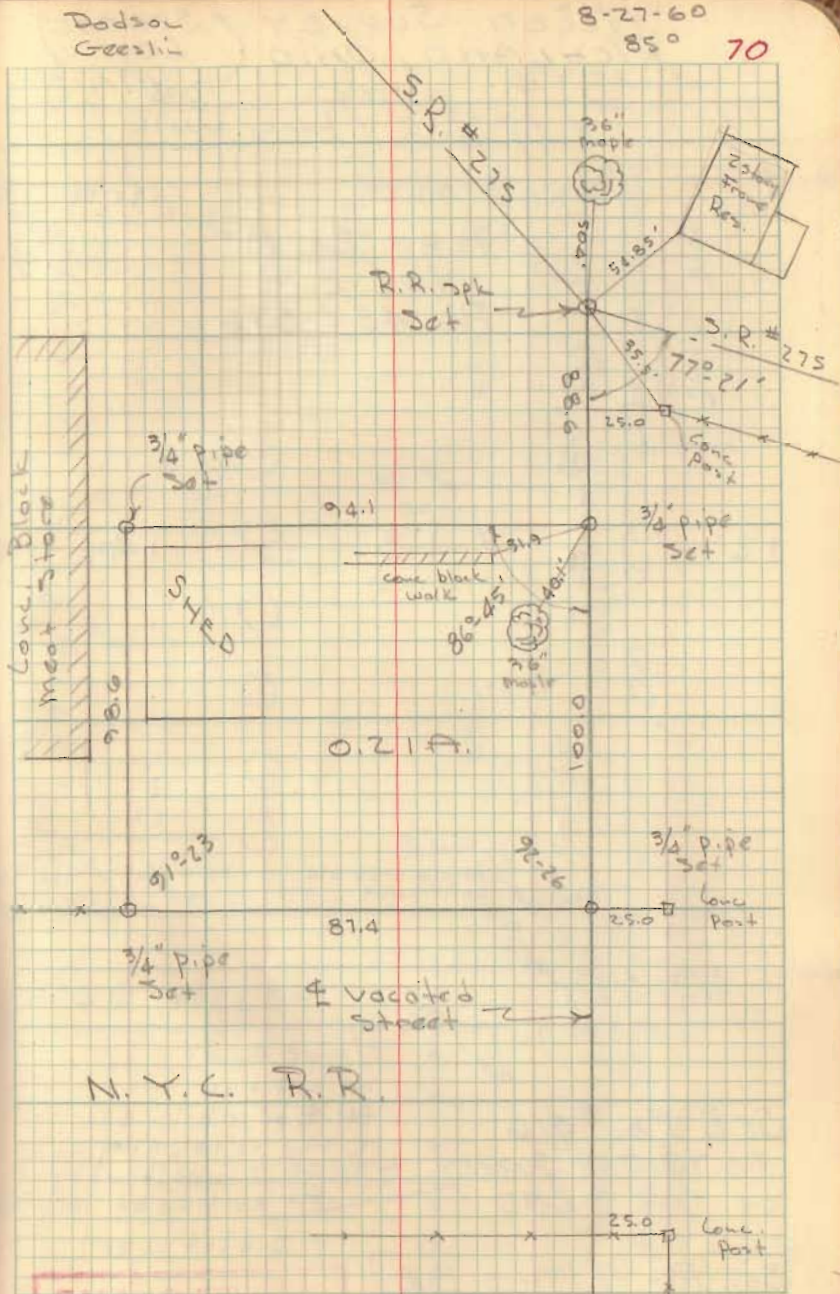 Dodson
Geeslin
8-27-60
85°
70
S.R. # 275
36"
maple
2 story
Frame
Res.
50.4'
54.85'
R.R. spk
Set
S.R. # 275
35.5'
77°-21'
88.6
25.0
Conc
Post
3/4" pipe
Set
Conc. Block
Meat Store
94.1
3/4" pipe
Set
31.9
conc block
walk
40.1'
86°-45'
36"
maple
SHED
98.6
0.21 A.
100.0
91°-23
92-26
3/4" pipe
Set
Conc
Post
87.4
25.0
3/4" pipe
Set
℄ Vacated
Street
N.Y.C. R.R.
25.0
Conc.
Post